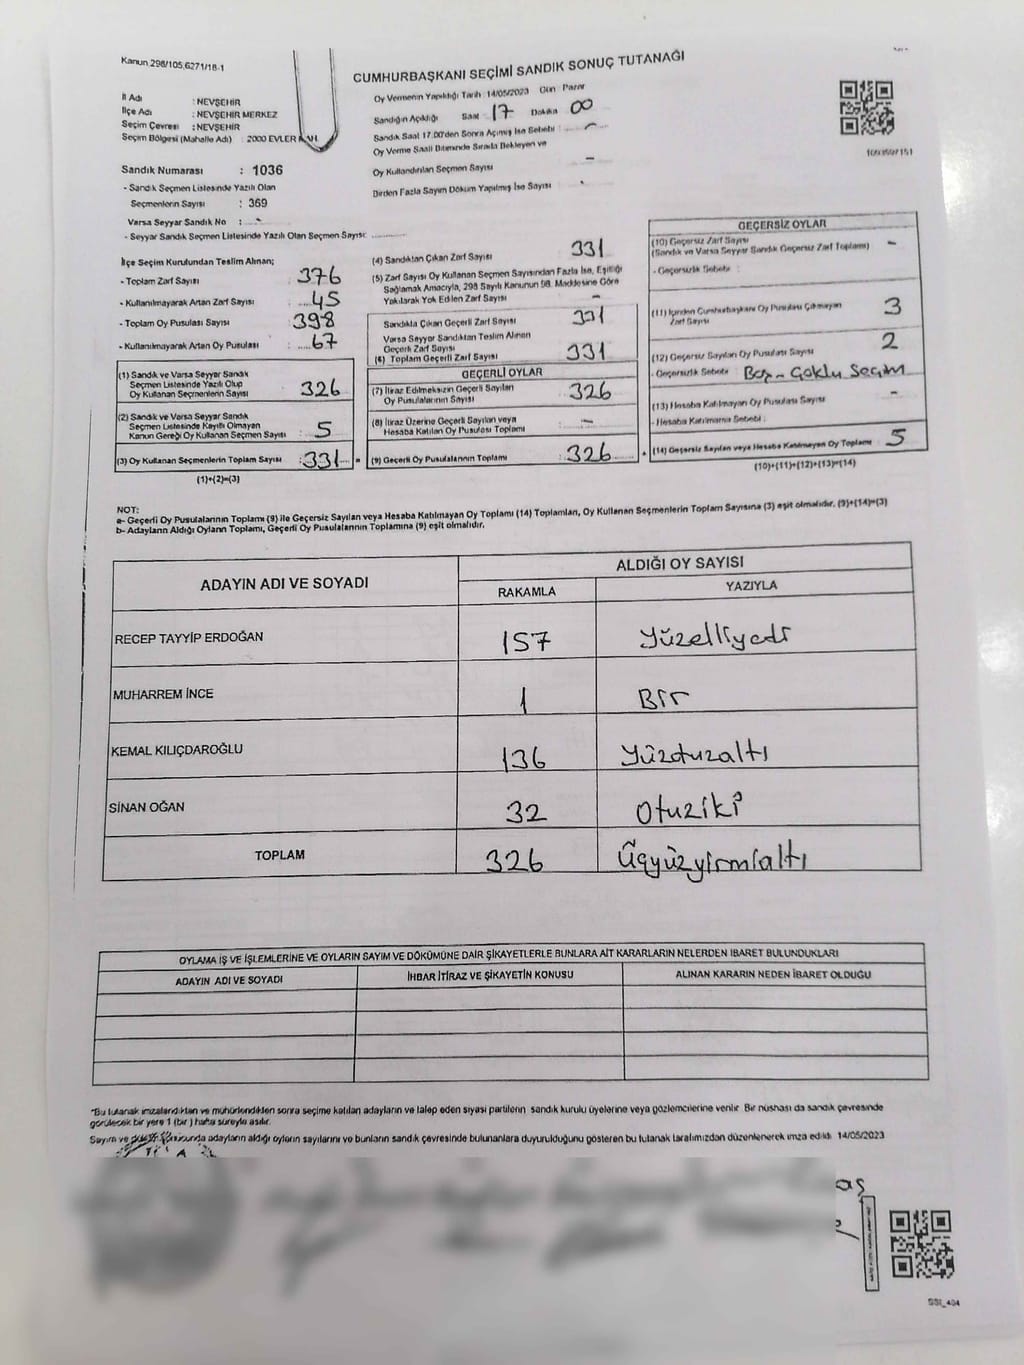 Kanun 298/105,6271/18-1
CUMHURBAŞKANI SEÇİMİ SANDIK SONUÇ TUTANAĞI
İl Adı : NEVŞEHİR
İlçe Adı : NEVŞEHİR MERKEZ
Seçim Çevresi : NEVŞEHİR
Seçim Bölgesi (Mahalle Adı) : 2000 EVLER
Sandık Numarası : 1036
- Sandık Seçmen Listesinde Yazılı Olan
Seçmenlerin Sayısı : 369
Varsa Seyyar Sandık No : -
- Seyyar Sandık Seçmen Listesinde Yazılı Olan Seçmen Sayısı: ............
Oy Vermenin Yapıldığı Tarih 14/05/2023 Gün Pazar
Sandığın Açıldığı Saat 17 Dakika 00
Sandık Saat 17.00'den Sonra Açılmış İse Sebebi : -
Oy Verme Saati Bitiminde Sırada Bekleyen ve
Oy Kullandırılan Seçmen Sayısı -
Birden Fazla Sayım Döküm Yapılmış İse Sayısı
1093507151
İlçe Seçim Kurulundan Teslim Alınan;
- Toplam Zarf Sayısı : 376
- Kullanılmayarak Artan Zarf Sayısı : 45
- Toplam Oy Pusulası Sayısı : 398
- Kullanılmayarak Artan Oy Pusulası : 67
(1) Sandık ve Varsa Seyyar Sandık
Seçmen Listesinde Yazılı Olup
Oy Kullanan Seçmenlerin Sayısı : 326
(2) Sandık ve Varsa Seyyar Sandık
Seçmen Listesinde Kayıtlı Olmayan
Kanun Gereği Oy Kullanan Seçmen Sayısı : 5
(3) Oy Kullanan Seçmenlerin Toplam Sayısı : 331 =
(1)+(2)=(3)
(4) Sandıktan Çıkan Zarf Sayısı 331
(5) Zarf Sayısı Oy Kullanan Seçmen Sayısından Fazla İse, Eşitliği
Sağlamak Amacıyla, 298 Sayılı Kanunun 98. Maddesine Göre
Yakılarak Yok Edilen Zarf Sayısı -
Sandıkta Çıkan Geçerli Zarf Sayısı 331
Varsa Seyyar Sandıktan Teslim Alınan
Geçerli Zarf Sayısı
(6) Toplam Geçerli Zarf Sayısı 331
GEÇERLİ OYLAR
(7) İtiraz Edilmeksizin Geçerli Sayılan
Oy Pusulalarının Sayısı : 326
(8) İtiraz Üzerine Geçerli Sayılan veya
Hesaba Katılan Oy Pusulası Toplamı : -
(9) Geçerli Oy Pusulalarının Toplamı : 326 +
GEÇERSİZ OYLAR
(10) Geçersiz Zarf Sayısı
(Sandık ve Varsa Seyyar Sandık Geçersiz Zarf Toplamı) -
- Geçersizlik Sebebi :
(11) İçinden Cumhurbaşkanı Oy Pusulası Çıkmayan
Zarf Sayısı 3
(12) Geçersiz Sayılan Oy Pusulası Sayısı 2
- Geçersizlik Sebebi : Boş - Çoklu Seçim
(13) Hesaba Katılmayan Oy Pusulası Sayısı -
- Hesaba Katılmama Sebebi :
(14) Geçersiz Sayılan veya Hesaba Katılmayan Oy Toplamı : 5
(10)+(11)+(12)+(13)=(14)
NOT:
a- Geçerli Oy Pusulalarının Toplamı (9) ile Geçersiz Sayılan veya Hesaba Katılmayan Oy Toplamı (14) Toplamları, Oy Kullanan Seçmenlerin Toplam Sayısına (3) eşit olmalıdır. (9)+(14)=(3)
b- Adayların Aldığı Oyların Toplamı, Geçerli Oy Pusulalarının Toplamına (9) eşit olmalıdır.
ADAYIN ADI VE SOYADI
ALDIĞI OY SAYISI
RAKAMLA YAZIYLA
RECEP TAYYİP ERDOĞAN 157 Yüzelliyedi
MUHARREM İNCE 1 Bir
KEMAL KILIÇDAROĞLU 136 Yüzotuzaltı
SİNAN OĞAN 32 Otuziki
TOPLAM 326 Üçyüzyirmialtı
OYLAMA İŞ VE İŞLEMLERİNE VE OYLARIN SAYIM VE DÖKÜMÜNE DAİR ŞİKAYETLERLE BUNLARA AİT KARARLARIN NELERDEN İBARET BULUNDUKLARI
ADAYIN ADI VE SOYADI İHBAR İTİRAZ VE ŞİKAYETİN KONUSU ALINAN KARARIN NEDEN İBARET OLDUĞU
*Bu tutanak imzalandıktan ve mühürlendikten sonra seçime katılan adayların ve talep eden siyasi partilerin sandık kurulu üyelerine veya gözlemcilerine verilir. Bir nüshası da sandık çevresinde
görülecek bir yere 1 (bir) hafta süreyle asılır.
Sayım ve döküm sonucunda adayların aldığı oyların sayılarını ve bunların sandık çevresinde bulunanlara duyurulduğunu gösteren bu tutanak tarafımızdan düzenlenerek imza edildi. 14/05/2023
SSI_404